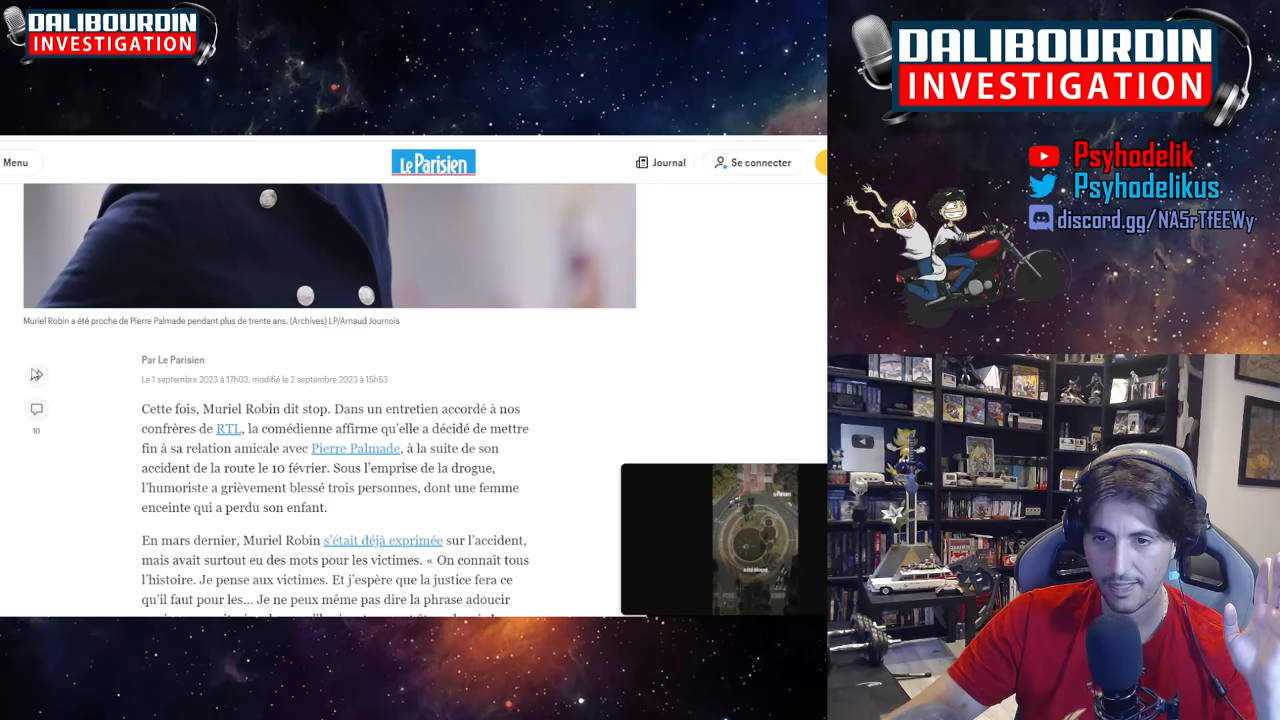 DALIBOURDIN
INVESTIGATION
Menu
Le Parisien
Journal
Se connecter
Muriel Robin a été proche de Pierre Palmade pendant plus de trente ans. (Archives) LP/Arnaud Journois
Par Le Parisien
Le 1 septembre 2023 à 17h03, modifié le 2 septembre 2023 à 15h53
10
Cette fois, Muriel Robin dit stop. Dans un entretien accordé à nos
confrères de RTL, la comédienne affirme qu'elle a décidé de mettre
fin à sa relation amicale avec Pierre Palmade, à la suite de son
accident de la route le 10 février. Sous l'emprise de la drogue,
l'humoriste a grièvement blessé trois personnes, dont une femme
enceinte qui a perdu son enfant.
En mars dernier, Muriel Robin s'était déjà exprimée sur l'accident,
mais avait surtout eu des mots pour les victimes. « On connaît tous
l'histoire. Je pense aux victimes. Et j'espère que la justice fera ce
qu'il faut pour les... Je ne peux même pas dire la phrase adoucir
DALIBOURDIN
INVESTIGATION
Psyhodelik
Psyhodelikus
discord.gg/NA5rTfEEWy